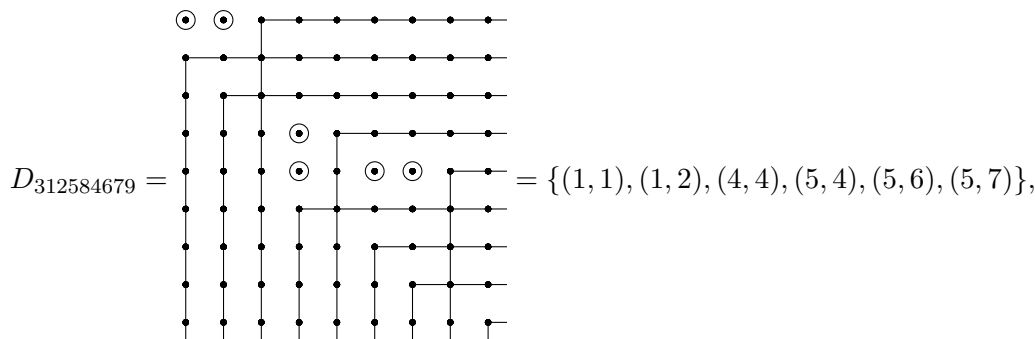 D_{312584679} = = {(1, 1), (1, 2), (4, 4), (5, 4), (5, 6), (5, 7)},